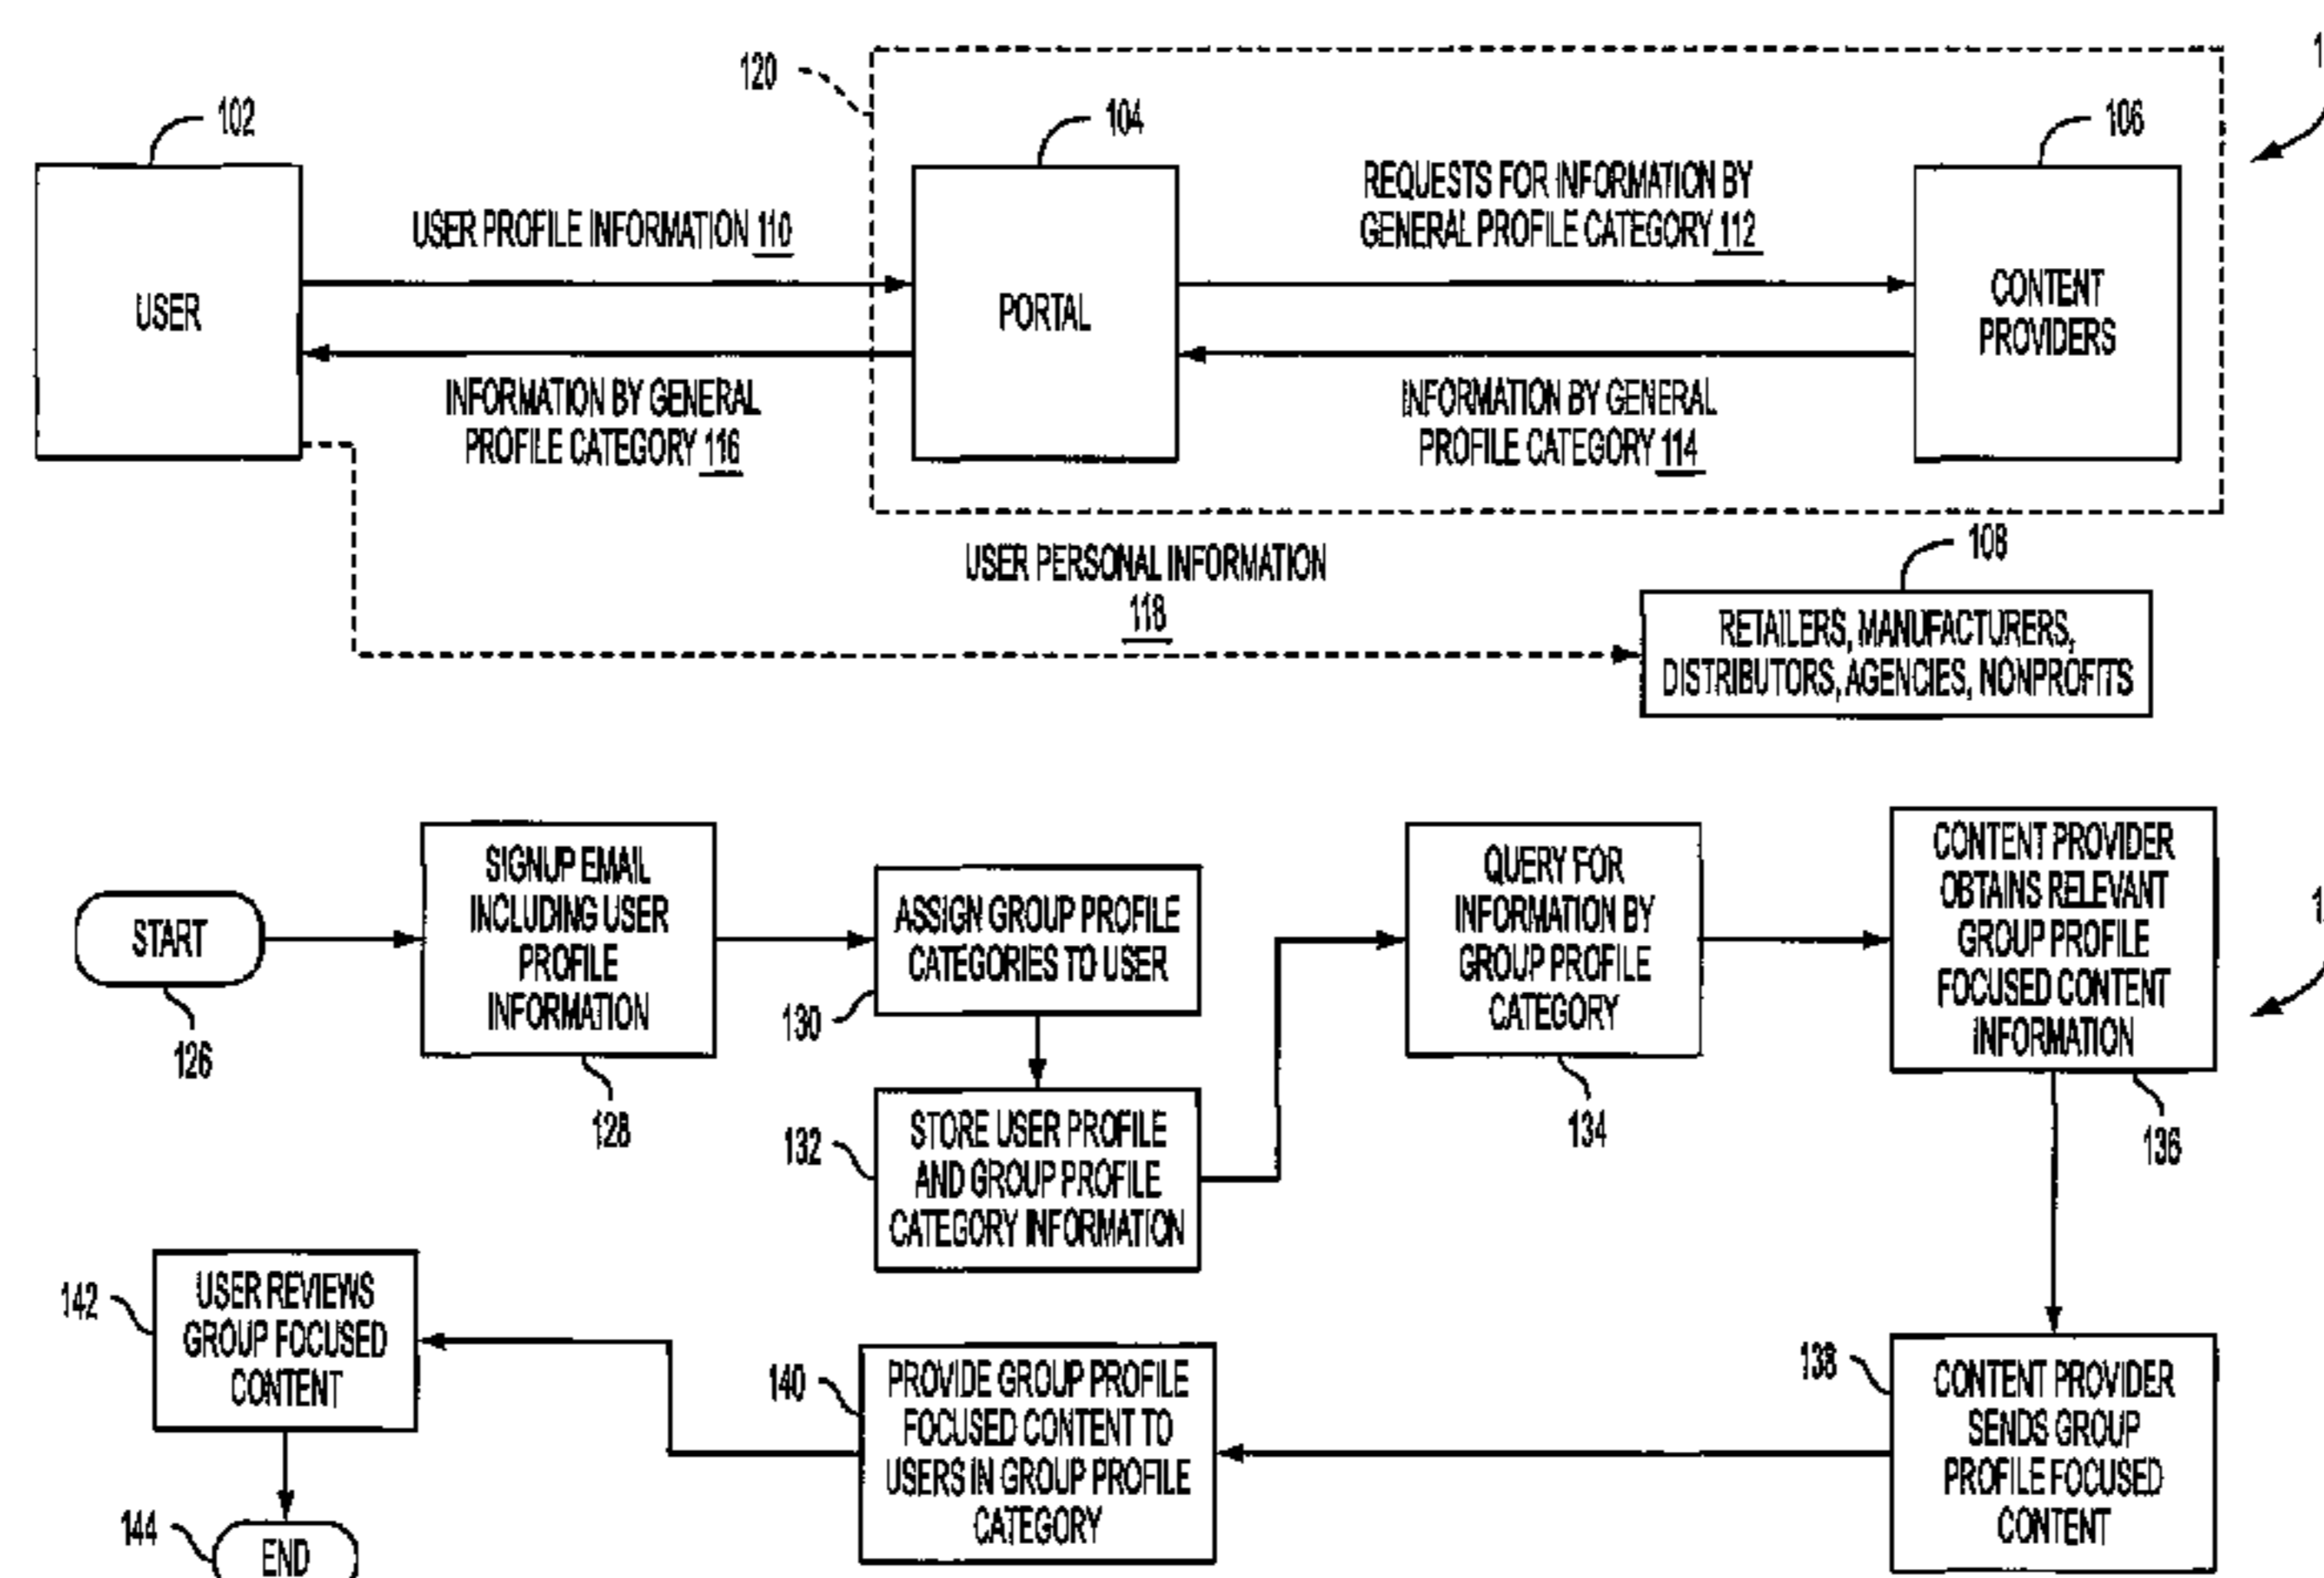 120
102
104
106
USER
USER PROFILE INFORMATION 110
INFORMATION BY GENERAL
PROFILE CATEGORY 116
PORTAL
REQUESTS FOR INFORMATION BY
GENERAL PROFILE CATEGORY 112
INFORMATION BY GENERAL
PROFILE CATEGORY 114
CONTENT
PROVIDERS
USER PERSONAL INFORMATION
118
108
RETAILERS, MANUFACTURERS,
DISTRIBUTORS, AGENCIES, NONPROFITS
START
126
SIGNUP EMAIL
INCLUDING USER
PROFILE
INFORMATION
128
ASSIGN GROUP PROFILE
CATEGORIES TO USER
130
132
STORE USER PROFILE
AND GROUP PROFILE
CATEGORY INFORMATION
QUERY FOR
INFORMATION BY
GROUP PROFILE
CATEGORY
134
CONTENT PROVIDER
OBTAINS RELEVANT
GROUP PROFILE
FOCUSED CONTENT
INFORMATION
136
138
CONTENT PROVIDER
SENDS GROUP
PROFILE FOCUSED
CONTENT
140
PROVIDE GROUP PROFILE
FOCUSED CONTENT TO
USERS IN GROUP PROFILE
CATEGORY
142
USER REVIEWS
GROUP FOCUSED
CONTENT
144
END